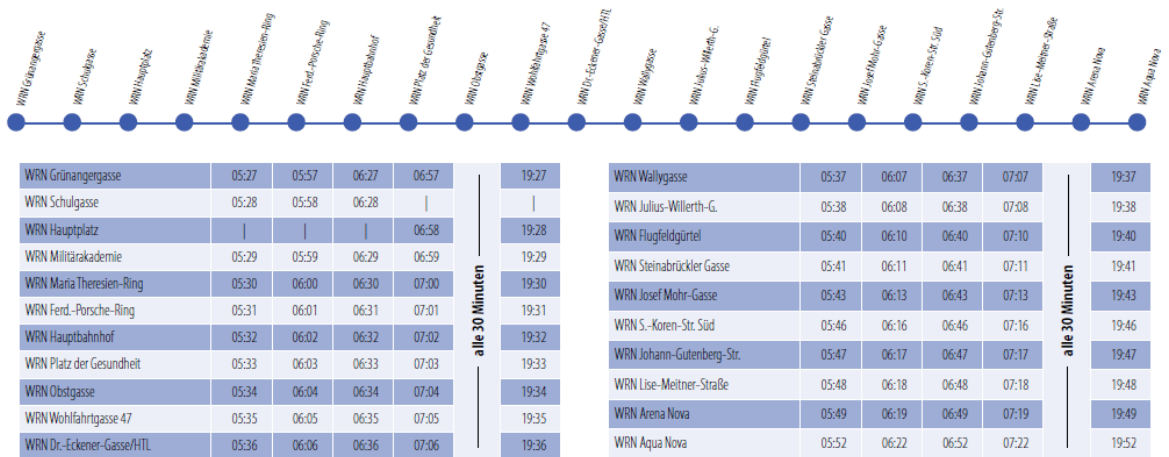 WRN Grünangergasse
WRN Schulgasse
WRN Hauptplatz
WRN Militärakademie
WRN Maria Theresien-Ring
WRN Ferd.-Porsche-Ring
WRN Hauptbahnhof
WRN Platz der Gesundheit
WRN Obstgasse
WRN Wohlfahrtgasse 47
WRN Dr.-Eckener-Gasse/HTL
WRN Wallygasse
WRN Julius-Willerth-G.
WRN Flugfeldgürtel
WRN Steinabrückler Gasse
WRN Josef Mohr-Gasse
WRN S.-Koren-Str. Süd
WRN Johann-Gutenberg-Str.
WRN Lise-Meitner-Straße
WRN Arena Nova
WRN Aqua Nova
WRN Grünangergasse 05:27 05:57 06:27 06:57 19:27
WRN Schulgasse 05:28 05:58 06:28 | |
WRN Hauptplatz | | | 06:58 19:28
WRN Militärakademie 05:29 05:59 06:29 06:59 19:29
WRN Maria Theresien-Ring 05:30 06:00 06:30 07:00 19:30
WRN Ferd.-Porsche-Ring 05:31 06:01 06:31 07:01 19:31
WRN Hauptbahnhof 05:32 06:02 06:32 07:02 19:32
WRN Platz der Gesundheit 05:33 06:03 06:33 07:03 19:33
WRN Obstgasse 05:34 06:04 06:34 07:04 19:34
WRN Wohlfahrtgasse 47 05:35 06:05 06:35 07:05 19:35
WRN Dr.-Eckener-Gasse/HTL 05:36 06:06 06:36 07:06 19:36
alle 30 Minuten
WRN Wallygasse 05:37 06:07 06:37 07:07 19:37
WRN Julius-Willerth-G. 05:38 06:08 06:38 07:08 19:38
WRN Flugfeldgürtel 05:40 06:10 06:40 07:10 19:40
WRN Steinabrückler Gasse 05:41 06:11 06:41 07:11 19:41
WRN Josef Mohr-Gasse 05:43 06:13 06:43 07:13 19:43
WRN S.-Koren-Str. Süd 05:46 06:16 06:46 07:16 19:46
WRN Johann-Gutenberg-Str. 05:47 06:17 06:47 07:17 19:47
WRN Lise-Meitner-Straße 05:48 06:18 06:48 07:18 19:48
WRN Arena Nova 05:49 06:19 06:49 07:19 19:49
WRN Aqua Nova 05:52 06:22 06:52 07:22 19:52
alle 30 Minuten